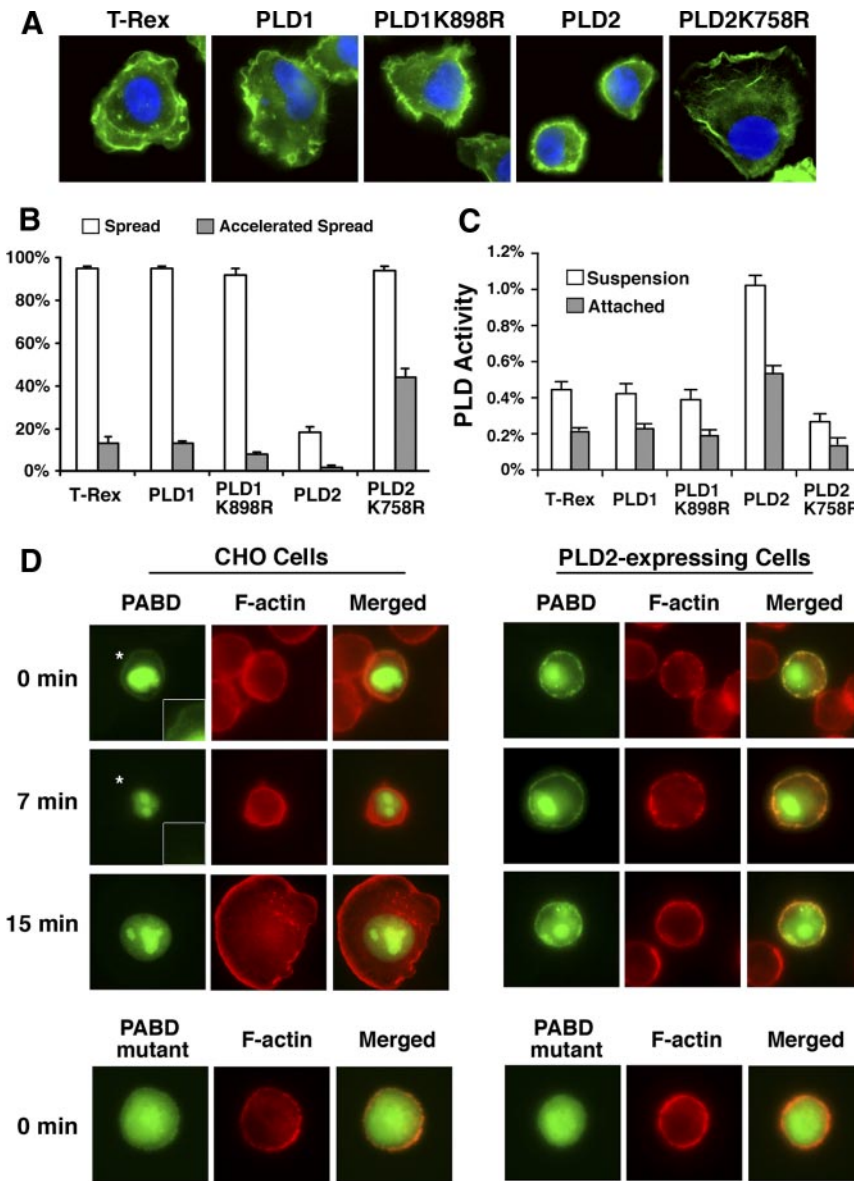 A
T-Rex PLD1 PLD1K898R PLD2 PLD2K758R
B
Spread Accelerated Spread
100%
80%
60%
40%
20%
0%
T-Rex PLD1 PLD1 K898R PLD2 PLD2 K758R
C
PLD Activity
1.2%
1.0%
0.8%
0.6%
0.4%
0.2%
0%
Suspension
Attached
T-Rex PLD1 PLD1 K898R PLD2 PLD2 K758R
D
CHO Cells
PABD F-actin Merged
PLD2-expressing Cells
PABD F-actin Merged
0 min
*
7 min
*
15 min
PABD mutant F-actin Merged
PABD mutant F-actin Merged
0 min